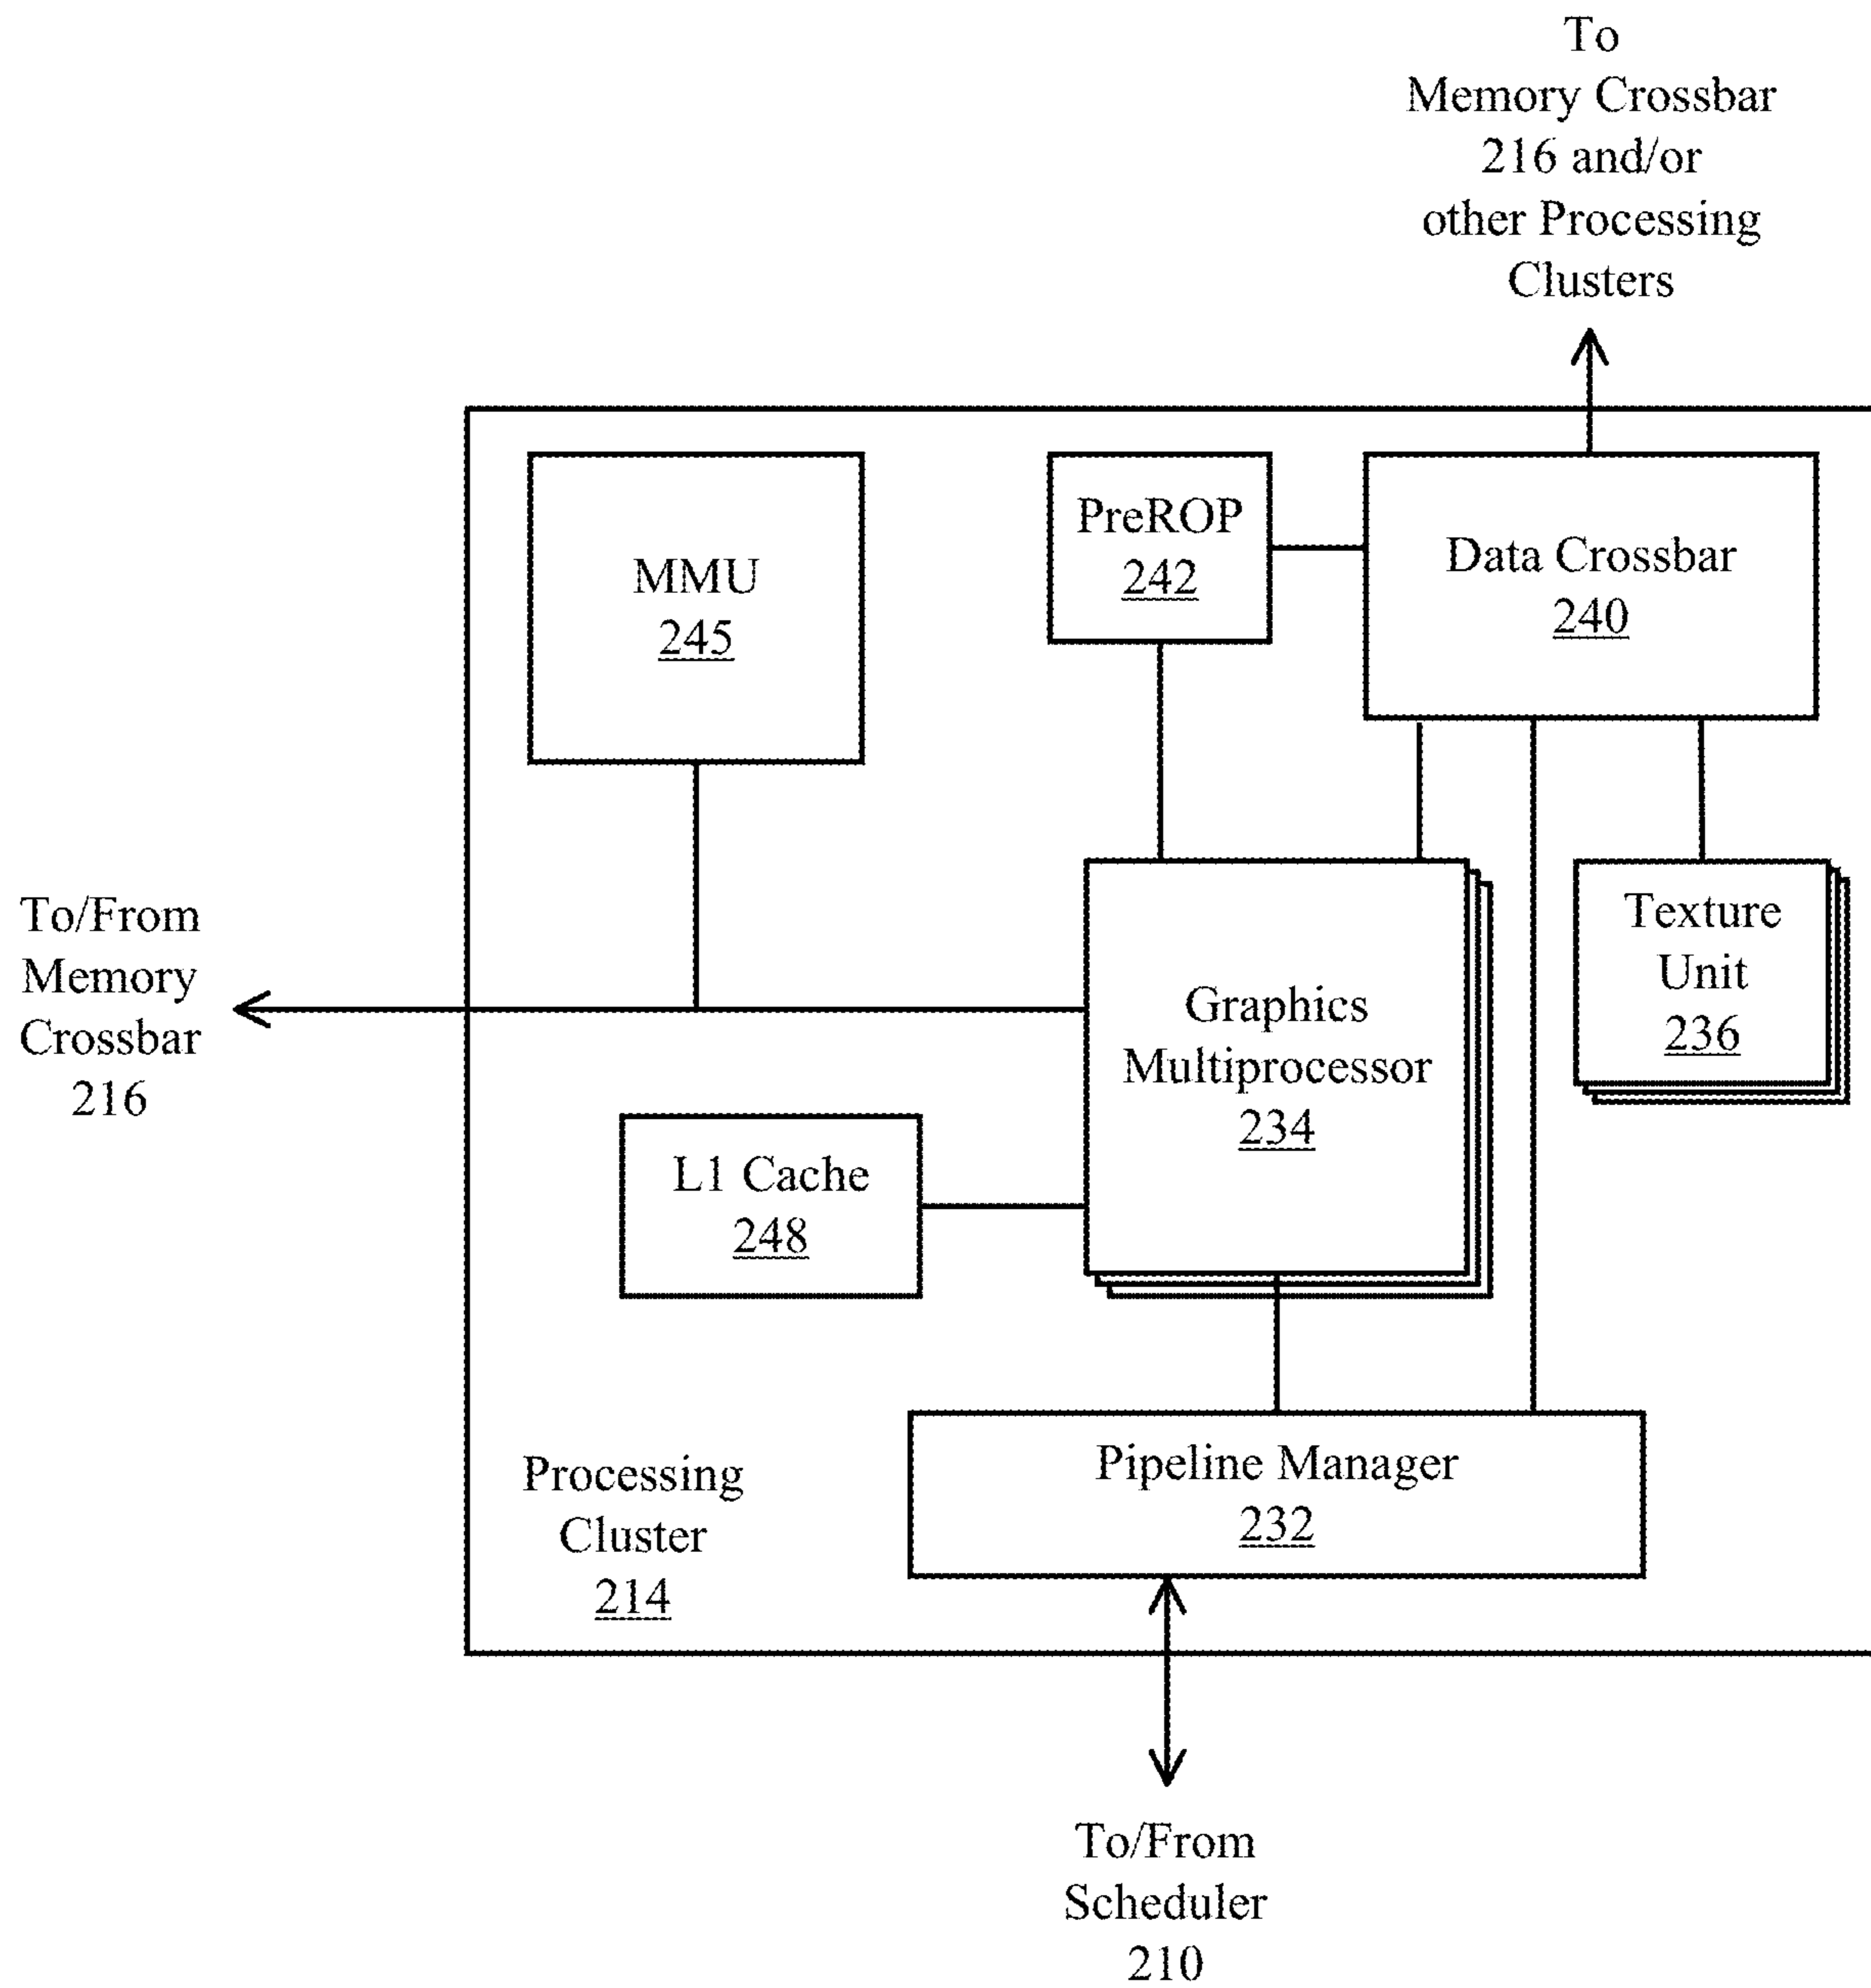 To
Memory Crossbar
216 and/or
other Processing
Clusters
MMU
245
PreROP
242
Data Crossbar
240
To/From
Memory
Crossbar
216
Graphics
Multiprocessor
234
Texture
Unit
236
L1 Cache
248
Processing
Cluster
214
Pipeline Manager
232
To/From
Scheduler
210